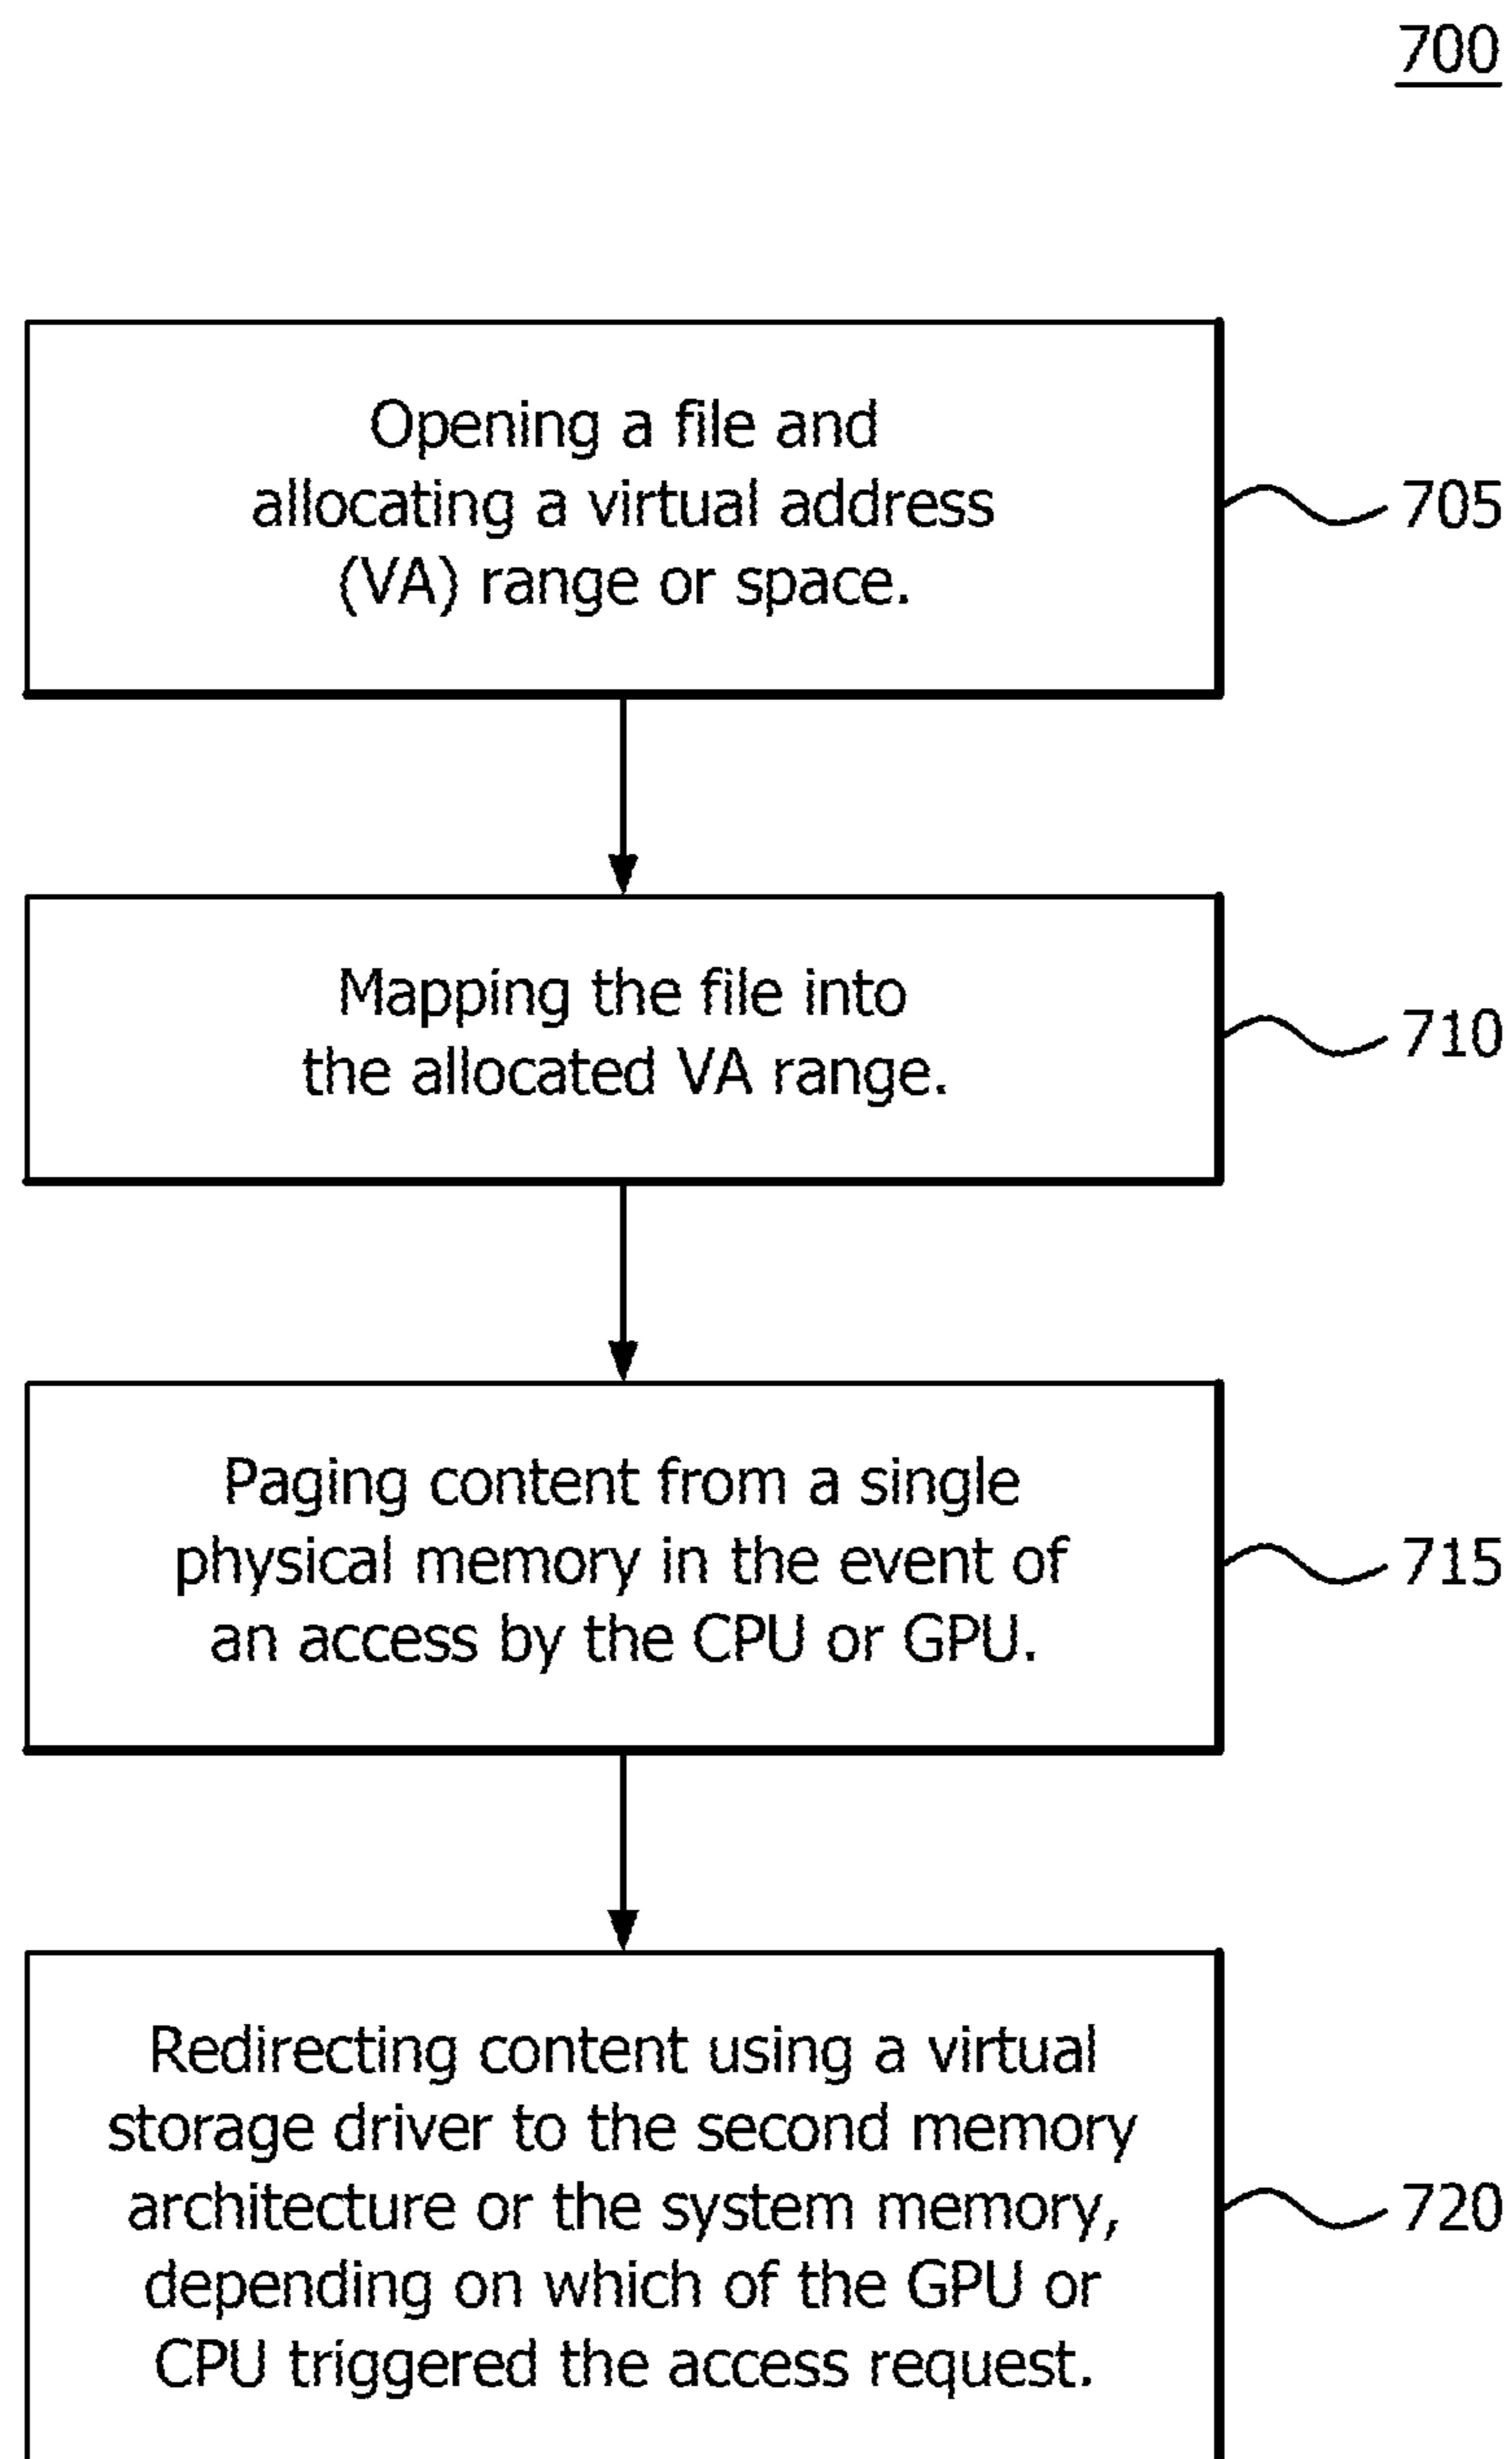 700
Opening a file and
allocating a virtual address
(VA) range or space.
705
Mapping the file into
the allocated VA range.
710
Paging content from a single
physical memory in the event of
an access by the CPU or GPU.
715
Redirecting content using a virtual
storage driver to the second memory
architecture or the system memory,
depending on which of the GPU or
CPU triggered the access request.
720